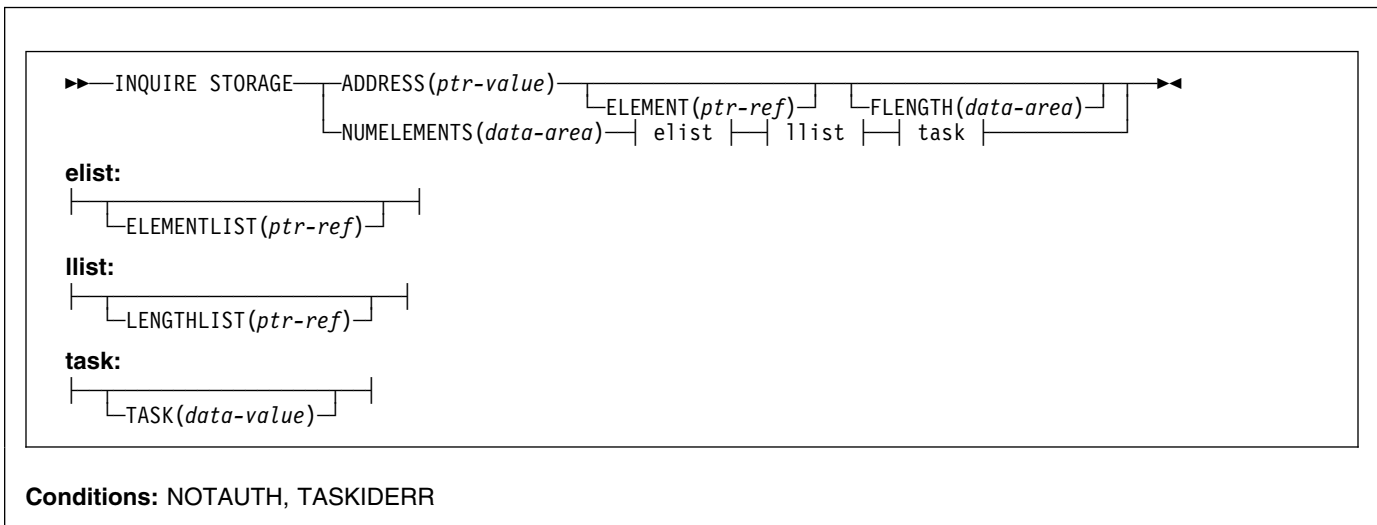 INQUIRE STORAGE ADDRESS(ptr-value)
ELEMENT(ptr-ref) FLENGTH(data-area)
NUMELEMENTS(data-area) elist llist task
elist:
ELEMENTLIST(ptr-ref)
llist:
LENGTHLIST(ptr-ref)
task:
TASK(data-value)
Conditions: NOTAUTH, TASKIDERR